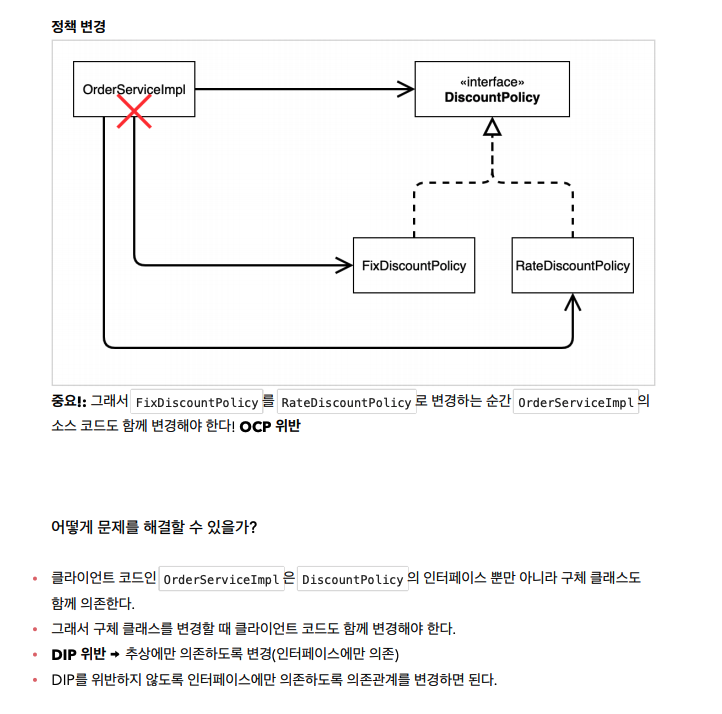 정책 변경
OrderServiceImpl
«interface»
DiscountPolicy
FixDiscountPolicy
RateDiscountPolicy
중요!: 그래서 FixDiscountPolicy 를 RateDiscountPolicy 로 변경하는 순간 OrderServiceImpl 의
소스 코드도 함께 변경해야 한다! OCP 위반
어떻게 문제를 해결할 수 있을가?
• 클라이언트 코드인 OrderServiceImpl 은 DiscountPolicy 의 인터페이스 뿐만 아니라 구체 클래스도
함께 의존한다.
• 그래서 구체 클래스를 변경할 때 클라이언트 코드도 함께 변경해야 한다.
• DIP 위반 → 추상에만 의존하도록 변경(인터페이스에만 의존)
• DIP를 위반하지 않도록 인터페이스에만 의존하도록 의존관계를 변경하면 된다.